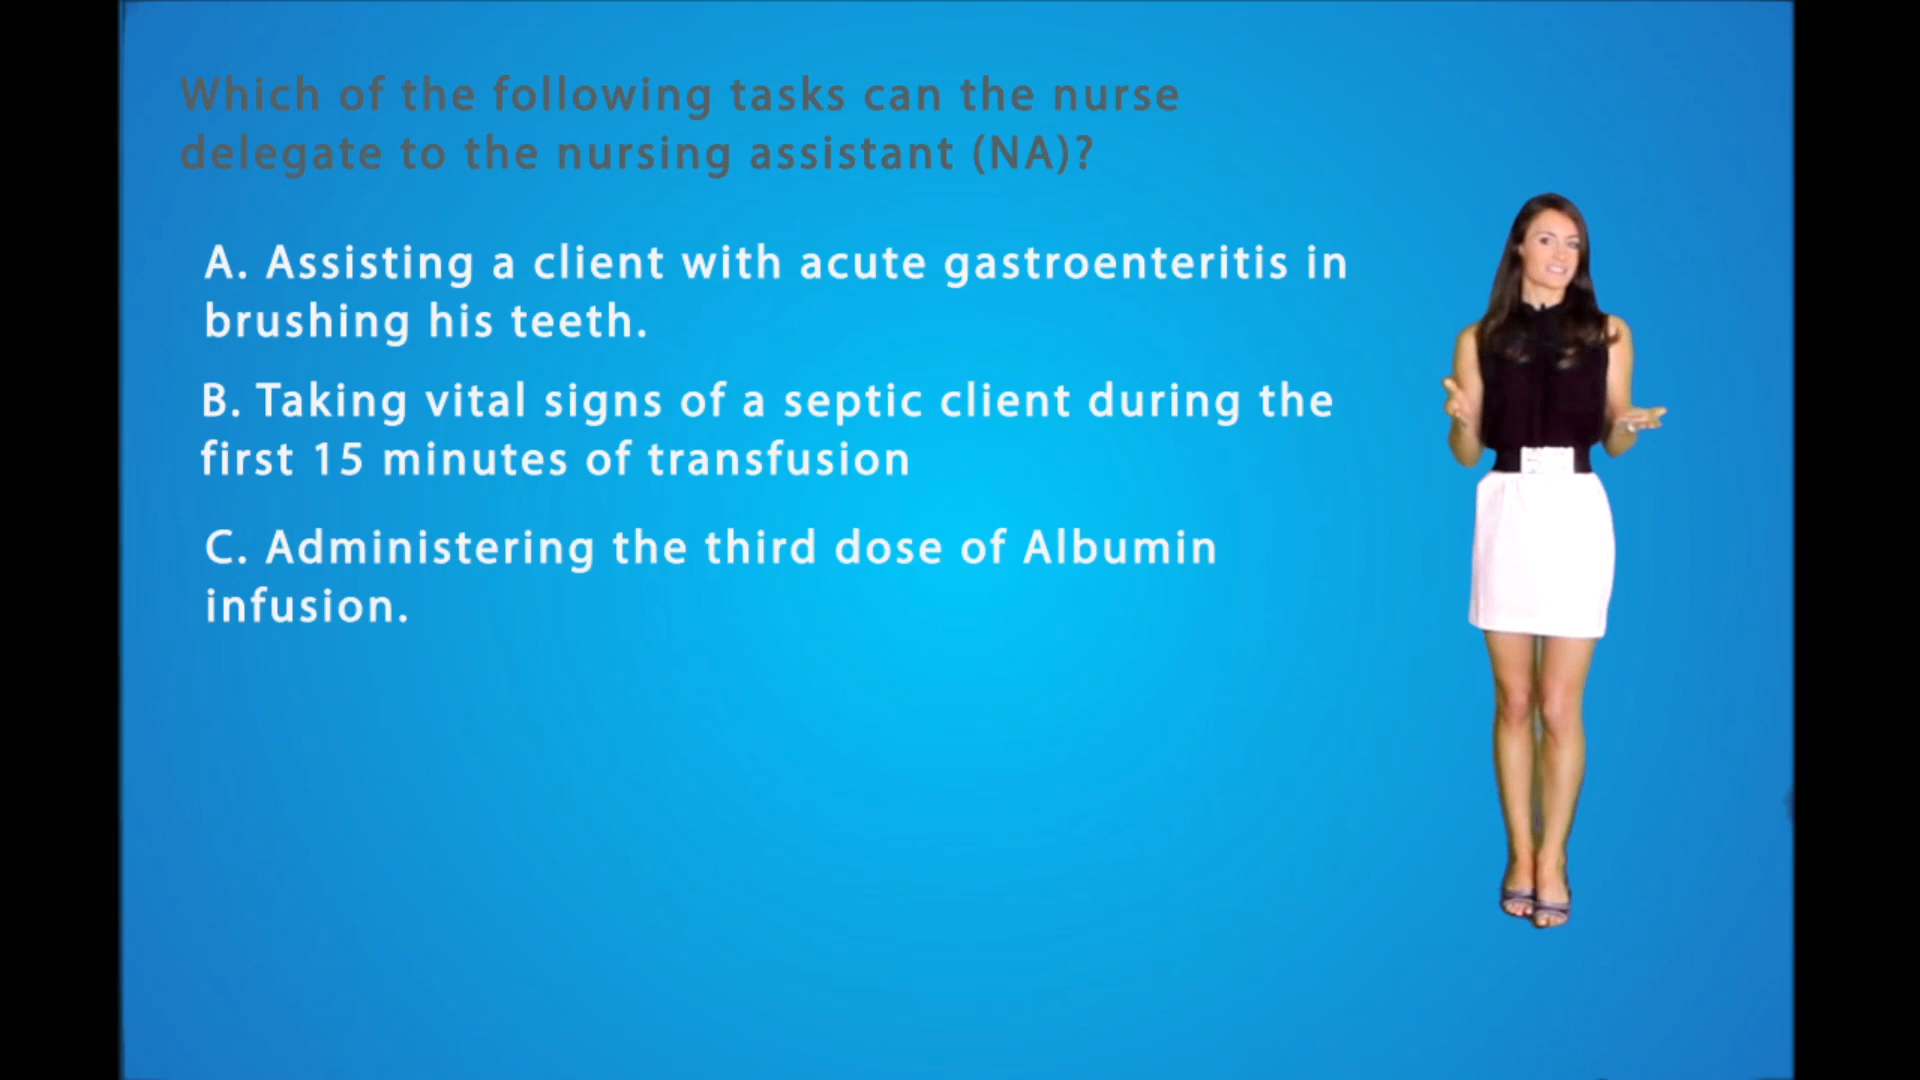 Which of the following tasks can the nurse
delegate to the nursing assistant (NA)?
A. Assisting a client with acute gastroenteritis in
brushing his teeth.
B. Taking vital signs of a septic client during the
first 15 minutes of transfusion
C. Administering the third dose of Albumin
infusion.